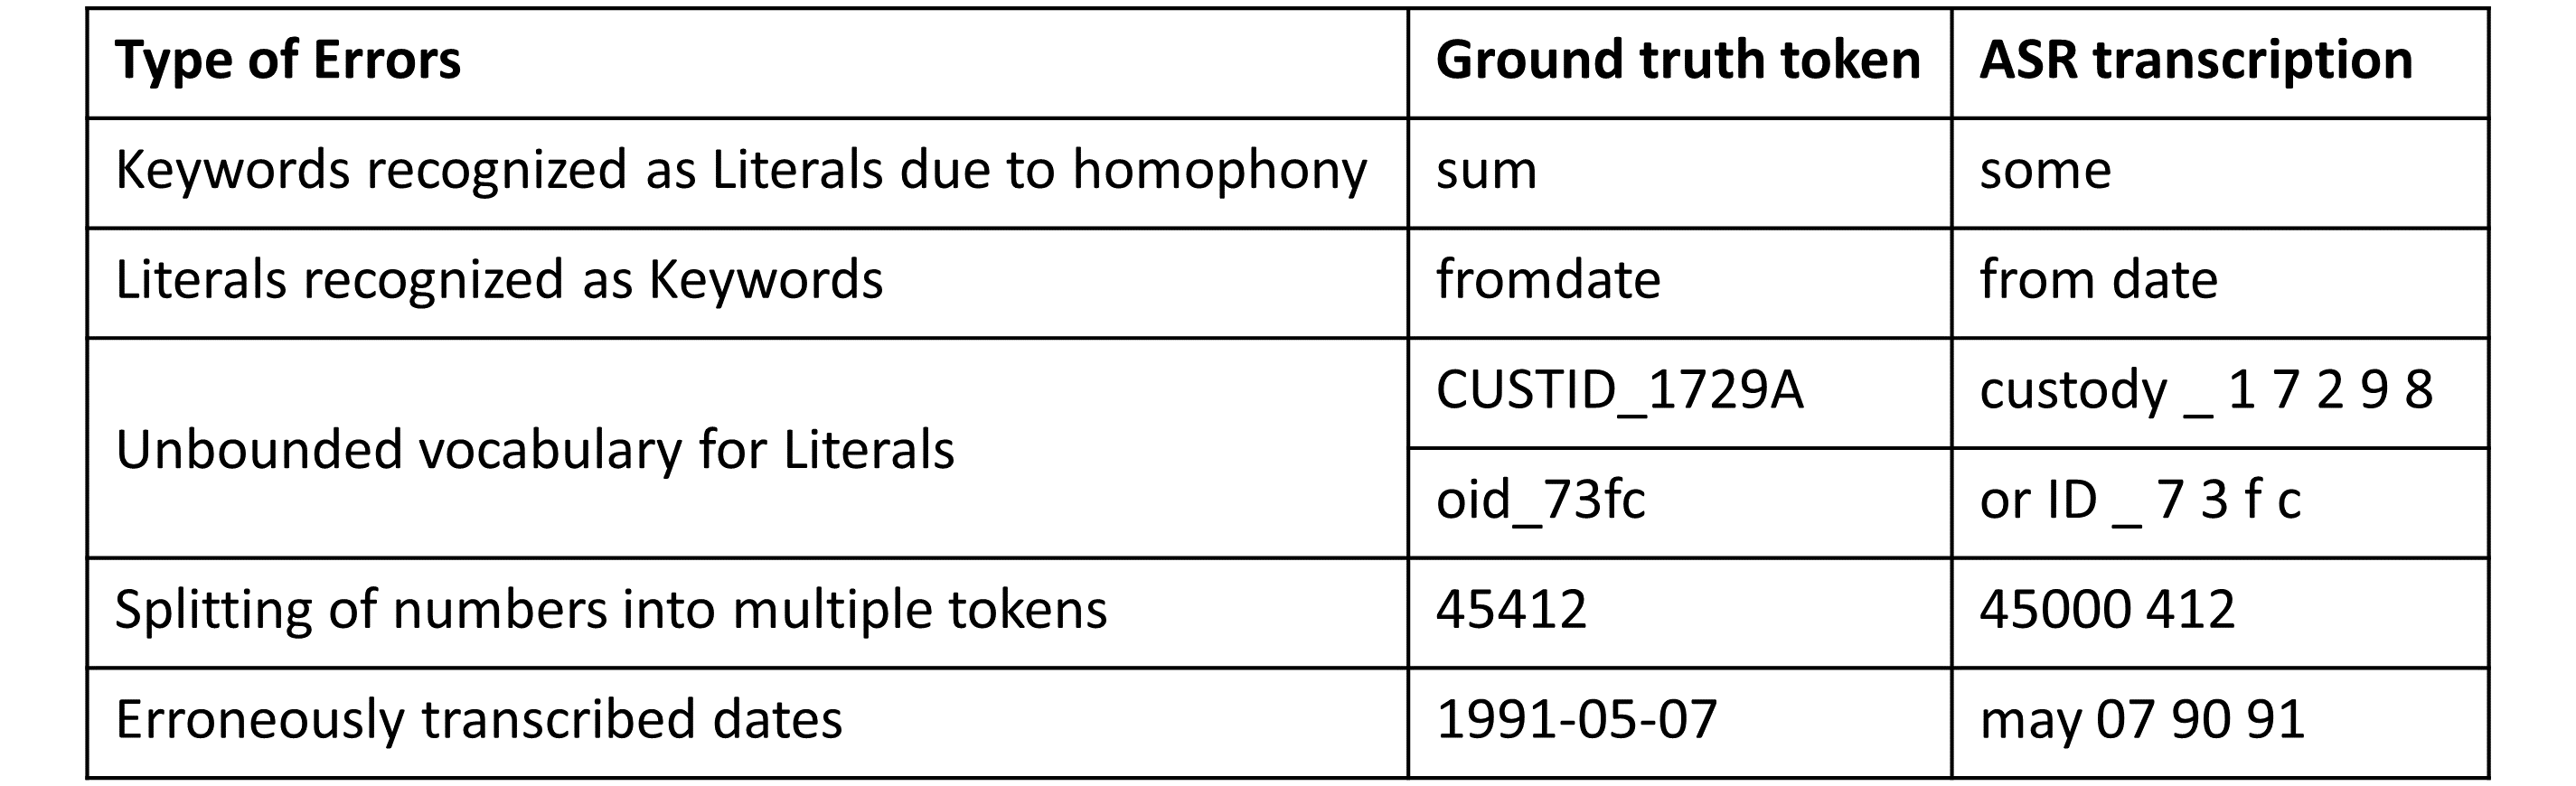 Type of Errors Ground truth token ASR transcription
Keywords recognized as Literals due to homophony sum some
Literals recognized as Keywords fromdate from date
Unbounded vocabulary for Literals CUSTID_1729A custody _ 1 7 2 9 8
oid_73fc or ID _ 7 3 f c
Splitting of numbers into multiple tokens 45412 45000 412
Erroneously transcribed dates 1991-05-07 may 07 90 91